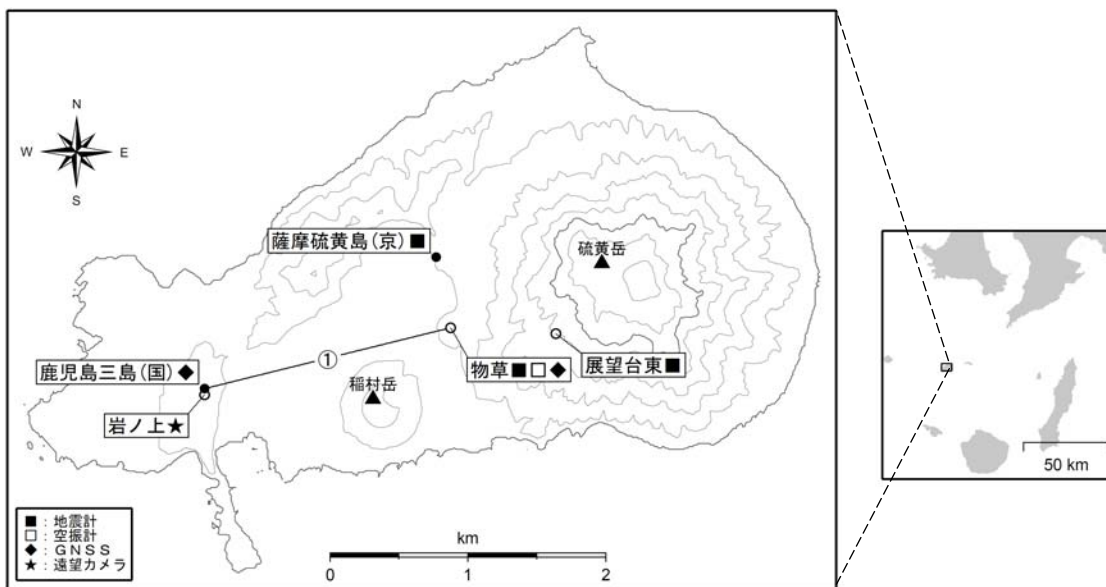 N
W E
S
薩摩硫黄島(京)■
硫黄岳
①
鹿児島三島(国)◆
物草■□◆
展望台東■
稲村岳
岩ノ上★
■：地震計
□：空振計
◆：GNSS
★：遠望カメラ
km
0 1 2
50 km